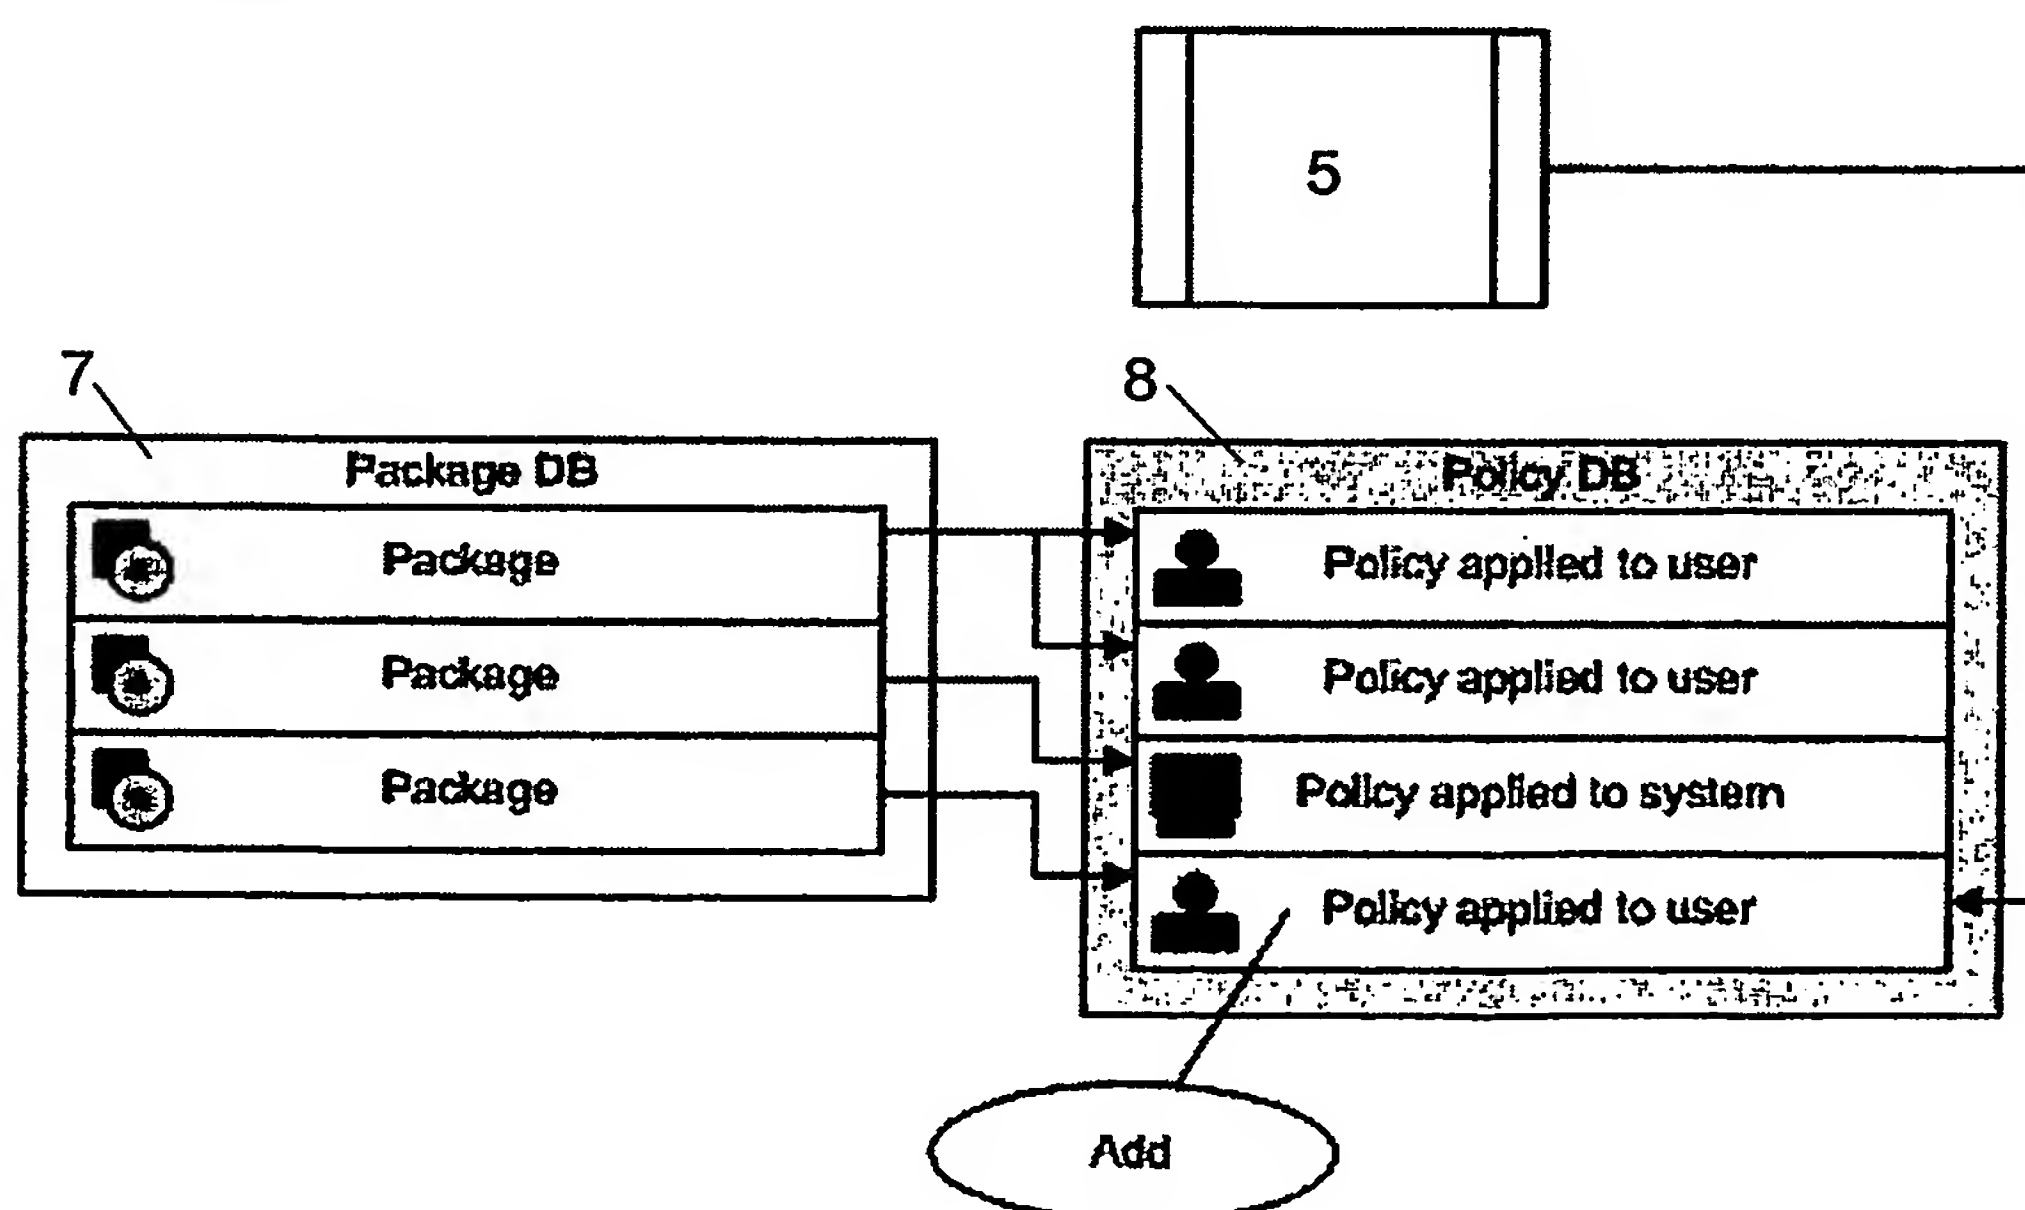 5
7
8
Package DB
Package
Package
Package
Policy DB
Policy applied to user
Policy applied to user
Policy applied to system
Policy applied to user
Add